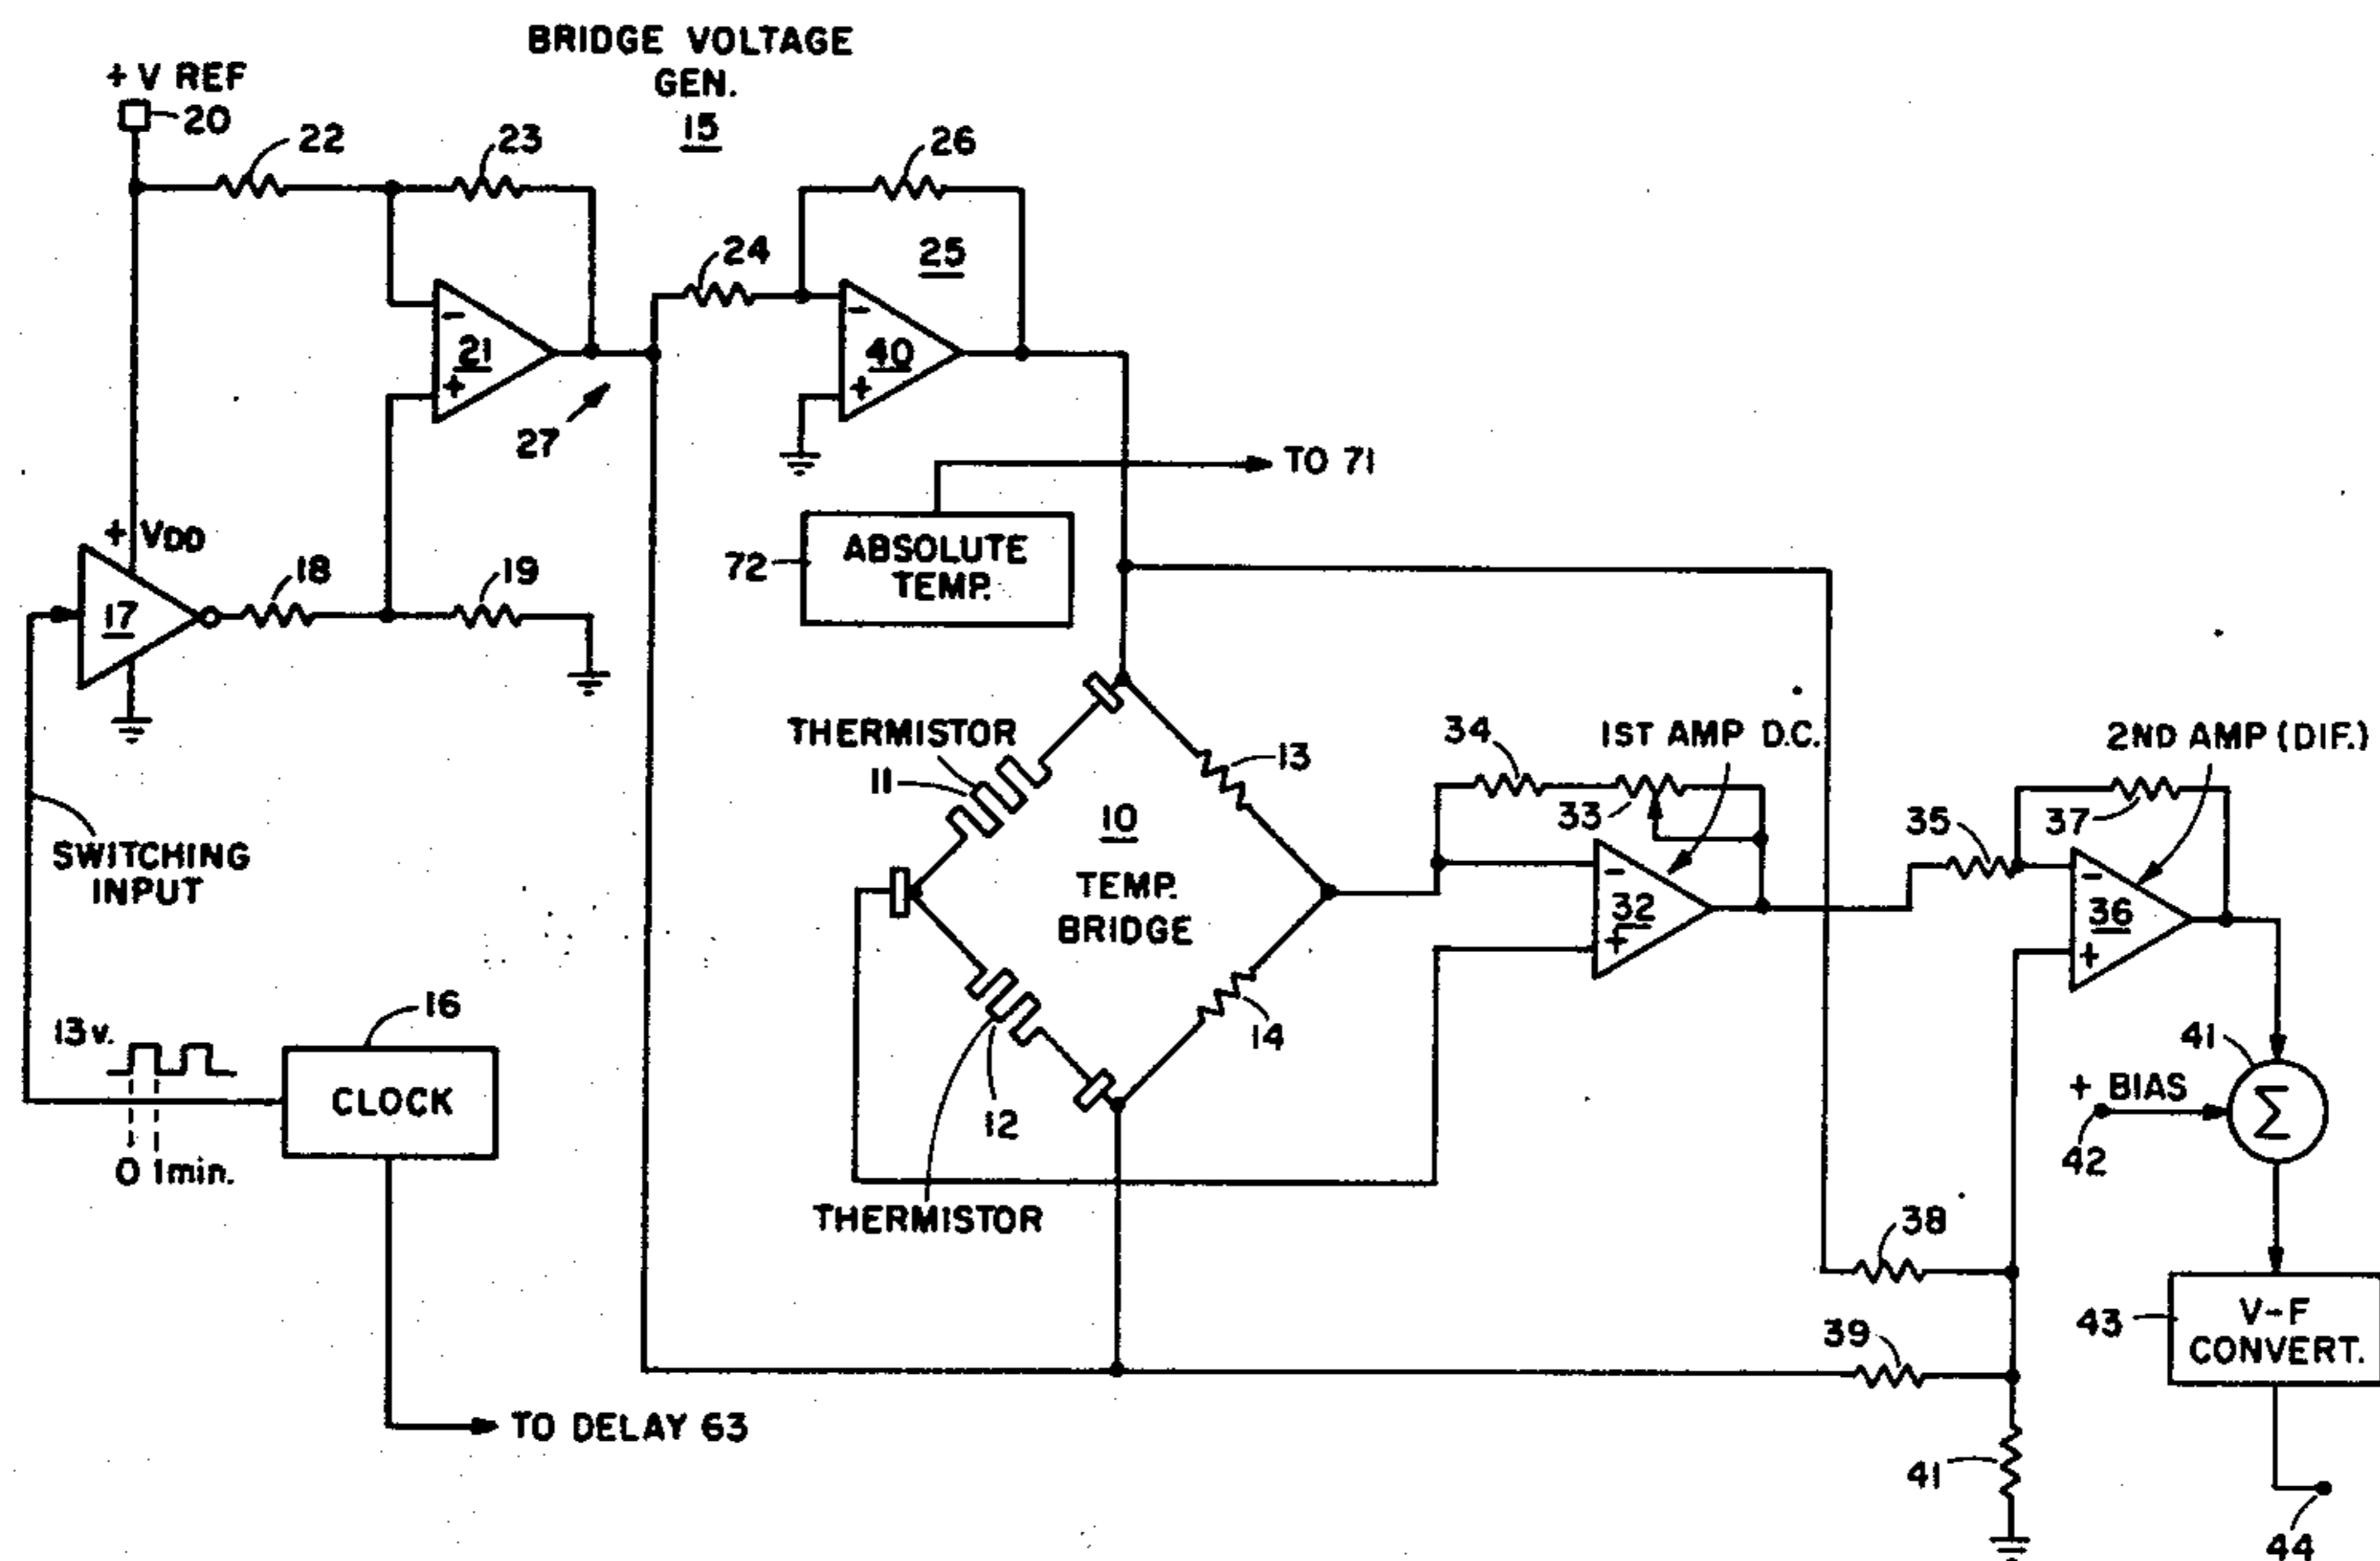 BRIDGE VOLTAGE
GEN.
15
+ V REF
20
22
23
26
24
25
21
-
+
40
-
+
27
TO 71
+ VDD
17
18
19
72
ABSOLUTE
TEMP.
THERMISTOR
11
13
10
TEMP.
BRIDGE
34
1ST AMP D.C.
33
32
-
+
2ND AMP (DIF.)
35
37
36
-
+
SWITCHING
INPUT
14
12
THERMISTOR
13v.
0 1min.
16
CLOCK
41
+ BIAS
42
Σ
38
39
43
V-F
CONVERT.
TO DELAY 63
41
44